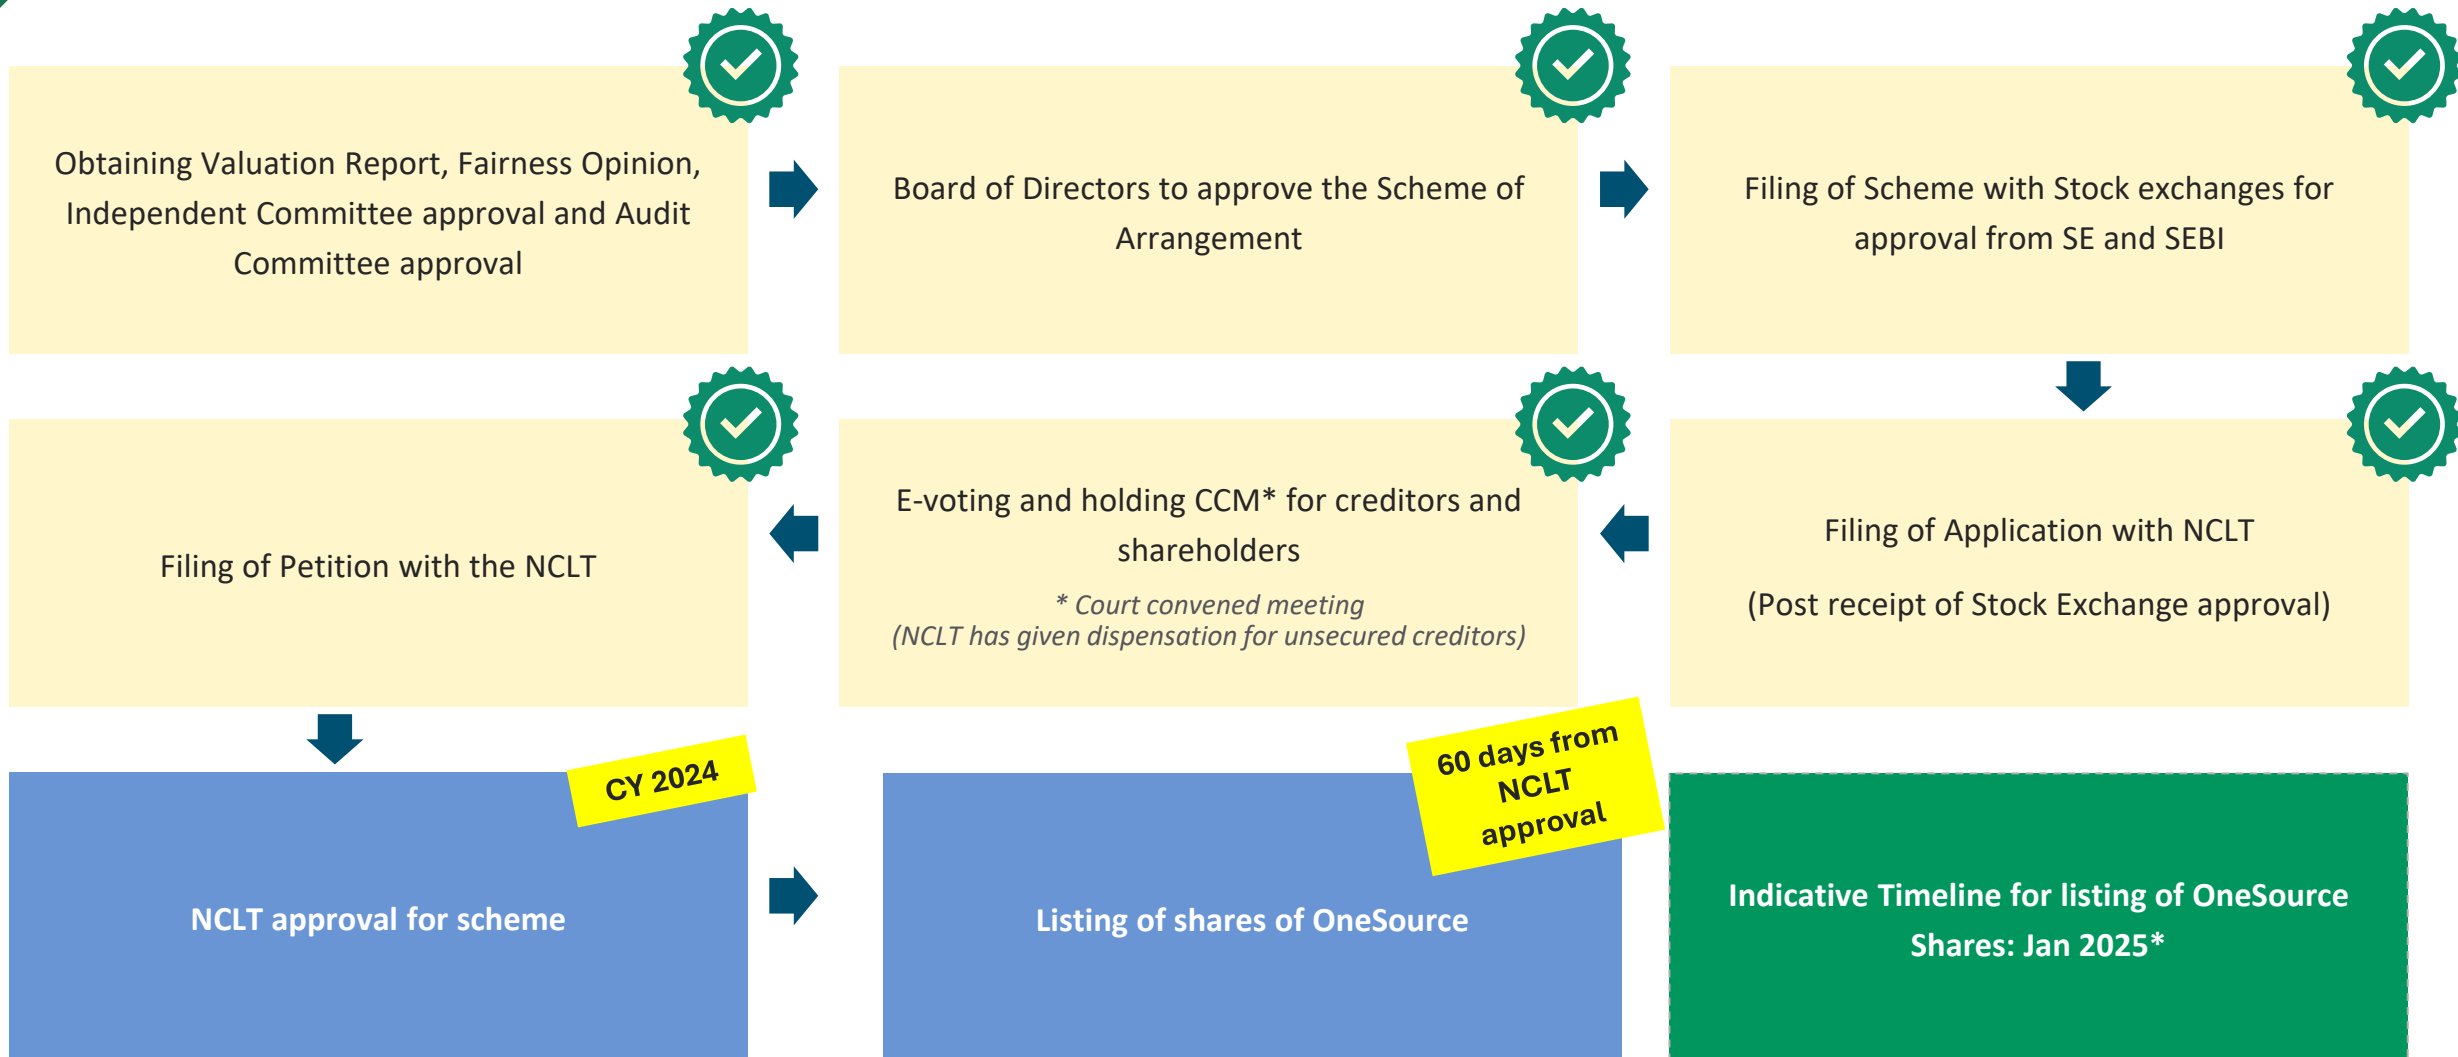 Obtaining Valuation Report, Fairness Opinion,
Independent Committee approval and Audit
Committee approval
Board of Directors to approve the Scheme of
Arrangement
Filing of Scheme with Stock exchanges for
approval from SE and SEBI
Filing of Application with NCLT
(Post receipt of Stock Exchange approval)
E-voting and holding CCM* for creditors and
shareholders
* Court convened meeting
(NCLT has given dispensation for unsecured creditors)
Filing of Petition with the NCLT
CY 2024
NCLT approval for scheme
60 days from
NCLT
approval
Listing of shares of OneSource
Indicative Timeline for listing of OneSource
Shares: Jan 2025*